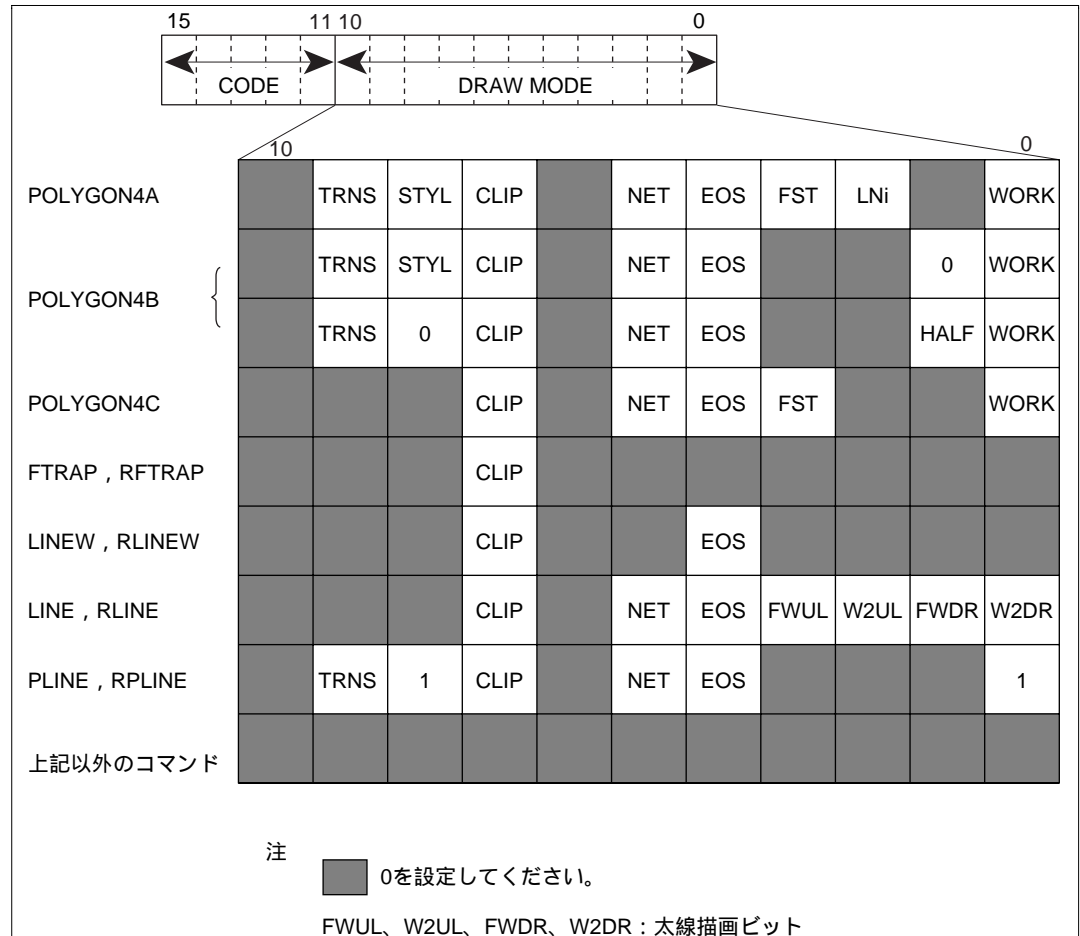 15 11 10 0
CODE DRAW MODE
10 0
POLYGON4A TRNS STYL CLIP NET EOS FST LNi WORK
TRNS STYL CLIP NET EOS 0 WORK
POLYGON4B
TRNS 0 CLIP NET EOS HALF WORK
POLYGON4C CLIP NET EOS FST WORK
FTRAP , RFTRAP CLIP
LINEW , RLINEW CLIP EOS
LINE , RLINE CLIP NET EOS FWUL W2UL FWDR W2DR
PLINE , RPLINE TRNS 1 CLIP NET EOS 1
上記以外のコマンド
注
0を設定してください。
FWUL、W2UL、FWDR、W2DR：太線描画ビット